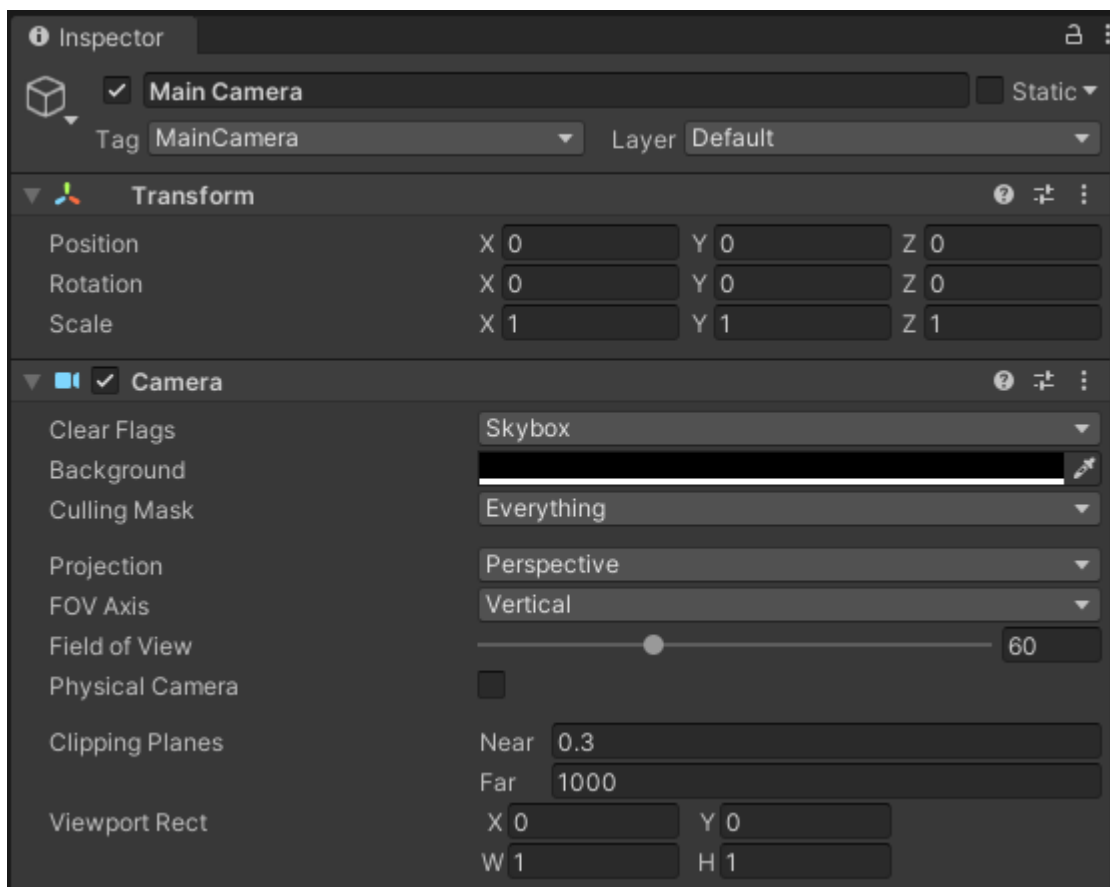 Inspector
Main Camera Static
Tag MainCamera Layer Default
Transform
Position X 0 Y 0 Z 0
Rotation X 0 Y 0 Z 0
Scale X 1 Y 1 Z 1
Camera
Clear Flags Skybox
Background
Culling Mask Everything
Projection Perspective
FOV Axis Vertical
Field of View 60
Physical Camera
Clipping Planes Near 0.3
Far 1000
Viewport Rect X 0 Y 0
W 1 H 1